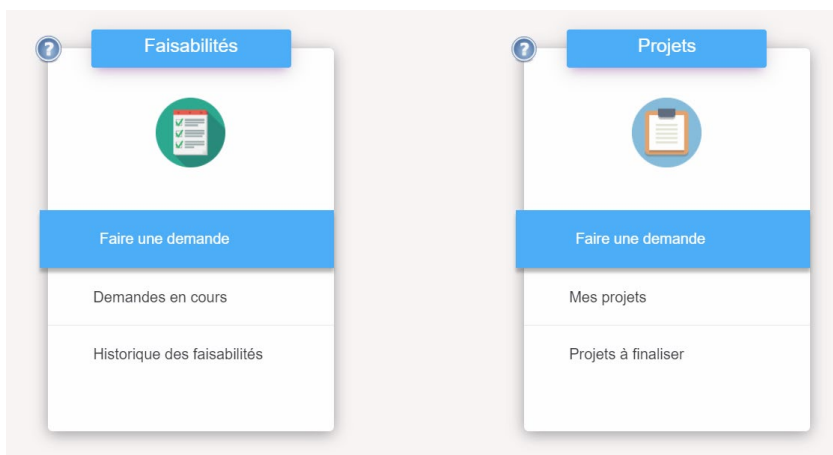 Faisabilités
Faire une demande
Demandes en cours
Historique des faisabilités
Projets
Faire une demande
Mes projets
Projets à finaliser